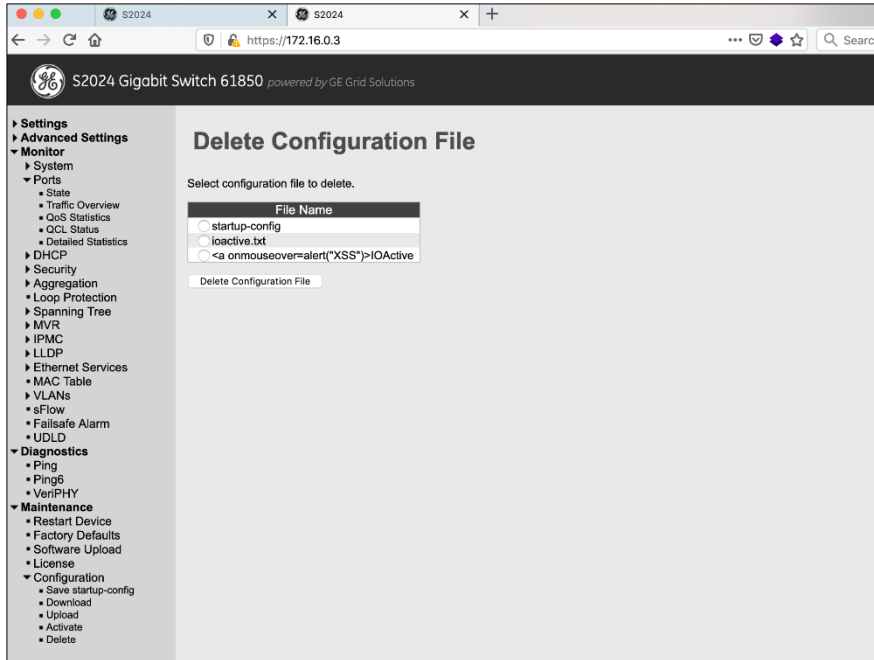 S2024
S2024
https://172.16.0.3
Searc
S2024 Gigabit Switch 61850 powered by GE Grid Solutions
Settings
Advanced Settings
Monitor
System
Ports
State
Traffic Overview
QoS Statistics
QCL Status
Detailed Statistics
DHCP
Security
Aggregation
Loop Protection
Spanning Tree
MVR
IPMC
LLDP
Ethernet Services
MAC Table
VLANs
sFlow
Failsafe Alarm
UDLD
Diagnostics
Ping
Ping6
VeriPHY
Maintenance
Restart Device
Factory Defaults
Software Upload
License
Configuration
Save startup-config
Download
Upload
Activate
Delete
Delete Configuration File
Select configuration file to delete.
File Name
startup-config
ioactive.txt
<a onmouseover=alert("XSS")>IOActive
Delete Configuration File